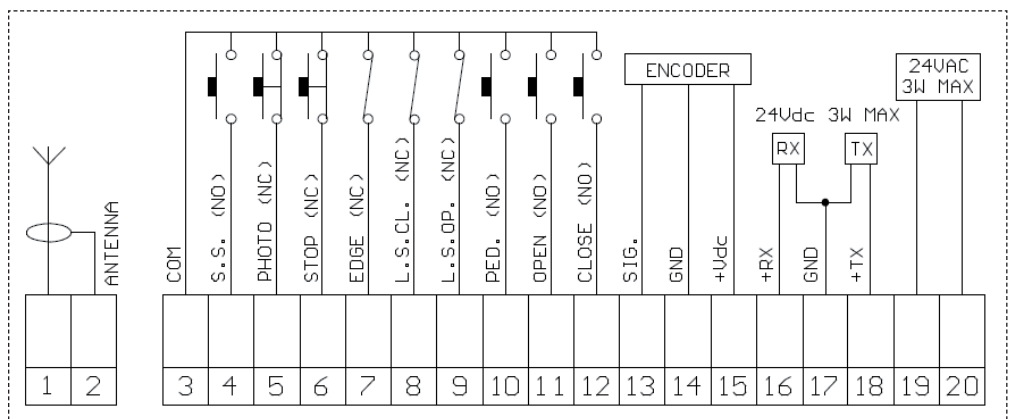 ENCODER
24VAC
3W MAX
24Vdc 3W MAX
RX
TX
ANTENNA
COM
S.S. (NO)
PHOTO (NC)
STOP (NC)
EDGE (NC)
L.S.CL. (NC)
L.S.OP. (NC)
PED. (NO)
OPEN (NO)
CLOSE (NO)
SIG.
GND
+Vdc
+RX
GND
+TX
1 2 3 4 5 6 7 8 9 10 11 12 13 14 15 16 17 18 19 20